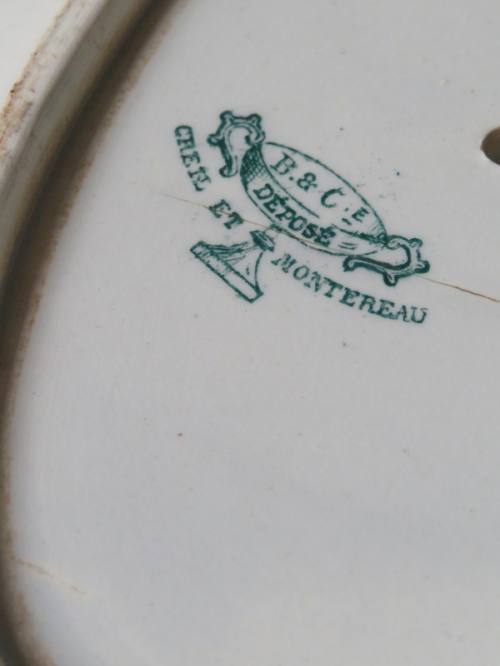 B. & C.IE
DÉPOSÉ
CREIL ET MONTEREAU